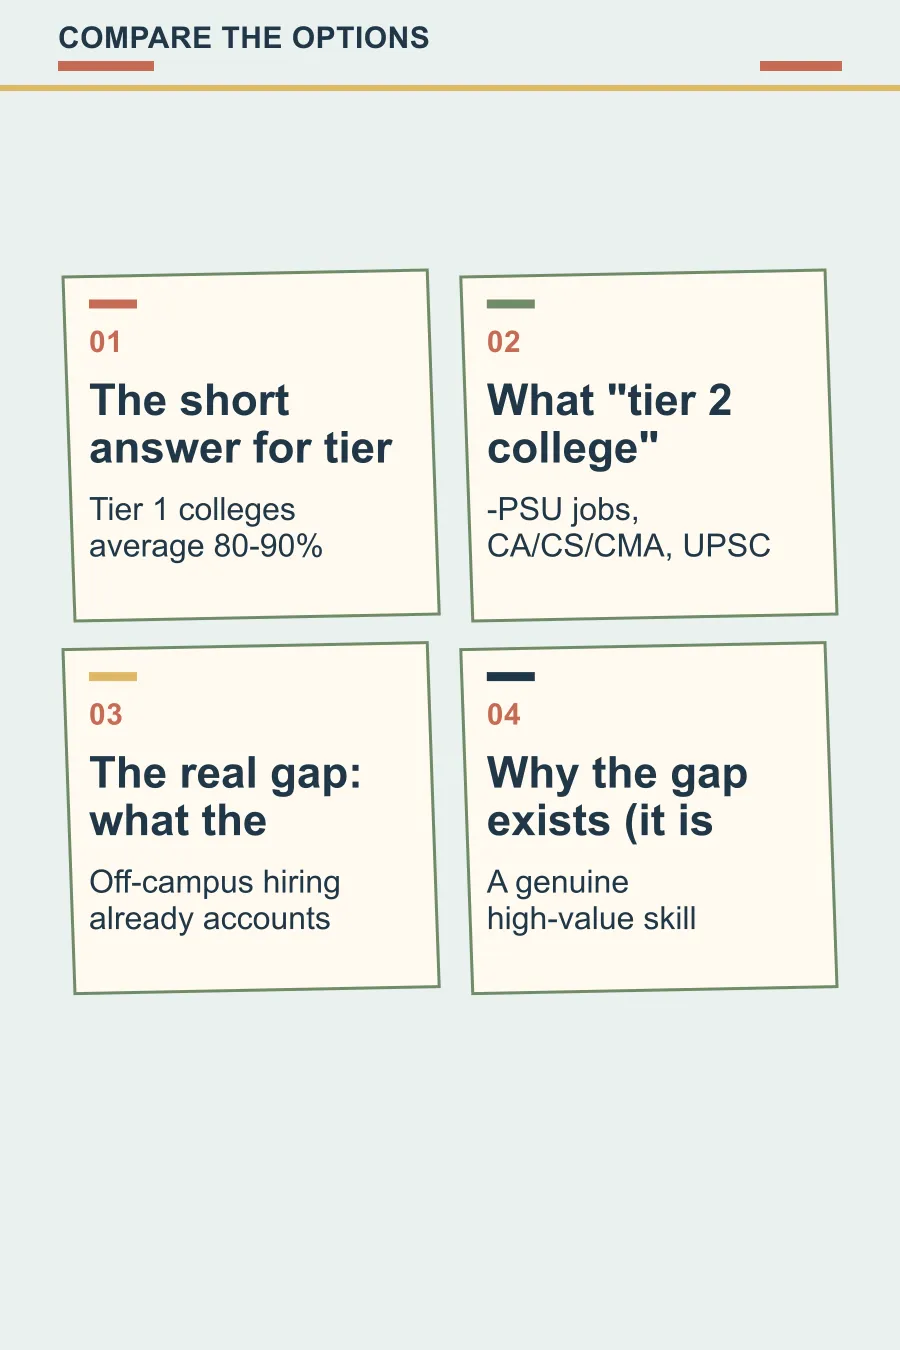 COMPARE THE OPTIONS
01
The short
answer for tier
Tier 1 colleges
average 80-90%
02
What "tier 2
college"
-PSU jobs,
CA/CS/CMA, UPSC
03
The real gap:
what the
Off-campus hiring
already accounts
04
Why the gap
exists (it is
A genuine
high-value skill